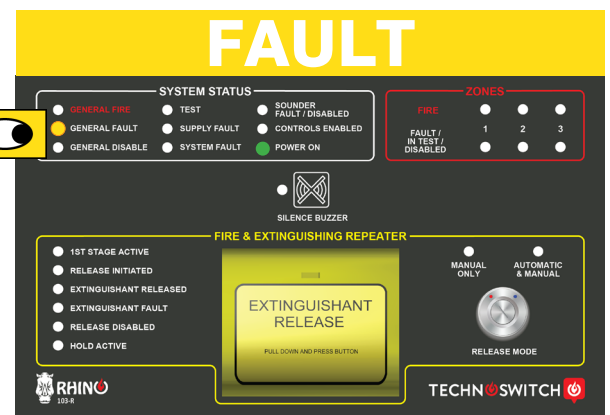 FAULT
SYSTEM STATUS
GENERAL FIRE
GENERAL FAULT
GENERAL DISABLE
TEST
SUPPLY FAULT
SYSTEM FAULT
SOUNDER
FAULT / DISABLED
CONTROLS ENABLED
POWER ON
ZONES
FIRE
1 2 3
FAULT /
IN TEST /
DISABLED
SILENCE BUZZER
FIRE & EXTINGUISHING REPEATER
1ST STAGE ACTIVE
RELEASE INITIATED
EXTINGUISHANT RELEASED
EXTINGUISHANT FAULT
RELEASE DISABLED
HOLD ACTIVE
EXTINGUISHANT
RELEASE
PULL DOWN AND PRESS BUTTON
MANUAL
ONLY
AUTOMATIC
& MANUAL
RELEASE MODE
RHINO
103-R
TECHNOSWITCH